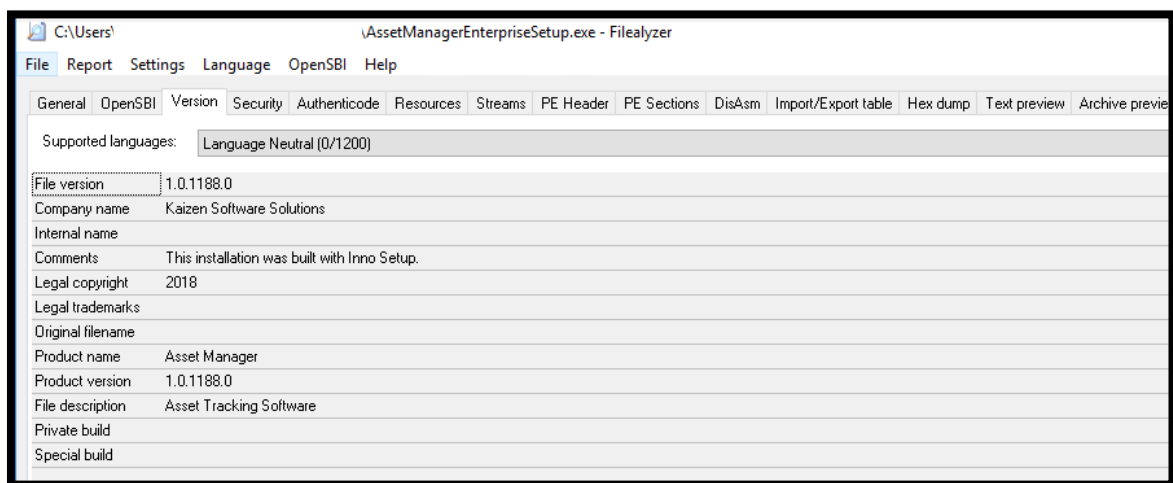 C:\Users\ \AssetManagerEnterpriseSetup.exe - Filealyzer
File Report Settings Language OpenSBI Help
General OpenSBI Version Security Authenticode Resources Streams PE Header PE Sections DisAsm Import/Export table Hex dump Text preview Archive previe
Supported languages: Language Neutral (0/1200)
File version 1.0.1188.0
Company name Kaizen Software Solutions
Internal name
Comments This installation was built with Inno Setup.
Legal copyright 2018
Legal trademarks
Original filename
Product name Asset Manager
Product version 1.0.1188.0
File description Asset Tracking Software
Private build
Special build